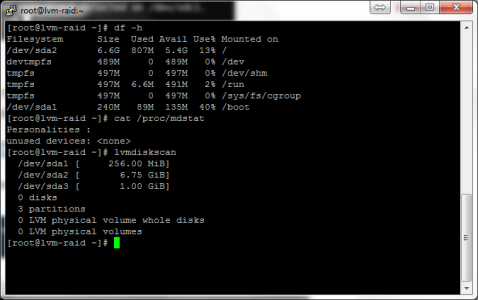 root@lvm-raid:~
[root@lvm-raid ~]# df -h
Filesystem      Size  Used Avail Use% Mounted on
/dev/sda2       6.6G  807M  5.4G  13% /
devtmpfs        489M     0  489M   0% /dev
tmpfs           497M     0  497M   0% /dev/shm
tmpfs           497M  6.6M  491M   2% /run
tmpfs           497M     0  497M   0% /sys/fs/cgroup
/dev/sda1       240M   89M  135M  40% /boot
[root@lvm-raid ~]# cat /proc/mdstat
Personalities :
unused devices: <none>
[root@lvm-raid ~]# lvmdiskscan
  /dev/sda1 [     256.00 MiB]
  /dev/sda2 [       6.75 GiB]
  /dev/sda3 [       1.00 GiB]
  0 disks
  3 partitions
  0 LVM physical volume whole disks
  0 LVM physical volumes
[root@lvm-raid ~]#